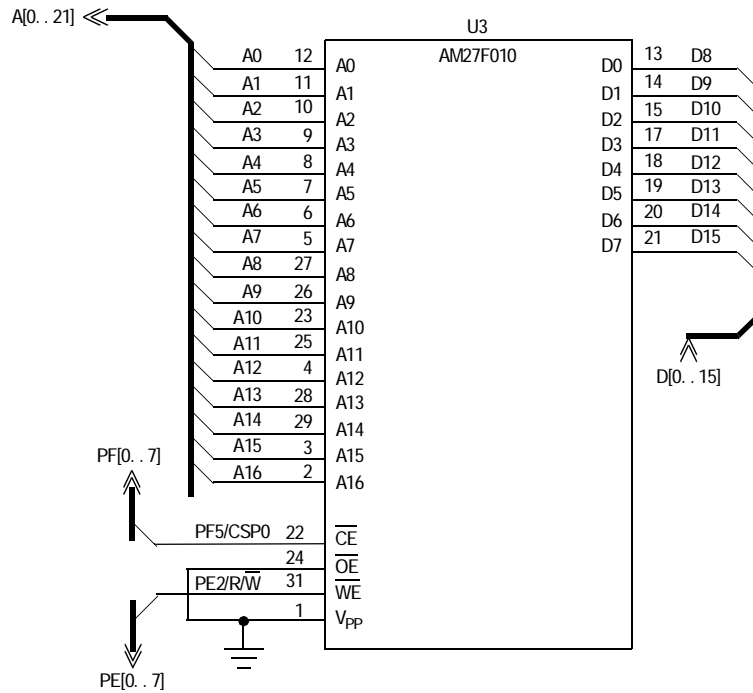 A[0. . 21]
U3
AM27F010
A0 12 A0 D0 13 D8
A1 11 A1 D1 14 D9
A2 10 A2 D2 15 D10
A3 9 A3 D3 17 D11
A4 8 A4 D4 18 D12
A5 7 A5 D5 19 D13
A6 6 A6 D6 20 D14
A7 5 A7 D7 21 D15
A8 27 A8
A9 26 A9
A10 23 A10
A11 25 A11
A12 4 A12
A13 28 A13
A14 29 A14
A15 3 A15
A16 2 A16
D[0. . 15]
PF[0. . 7]
PF5/CSP0 22 C̅E̅
24 O̅E̅
PE2/R/W̅ 31 W̅E̅
1 VPP
PE[0. . 7]